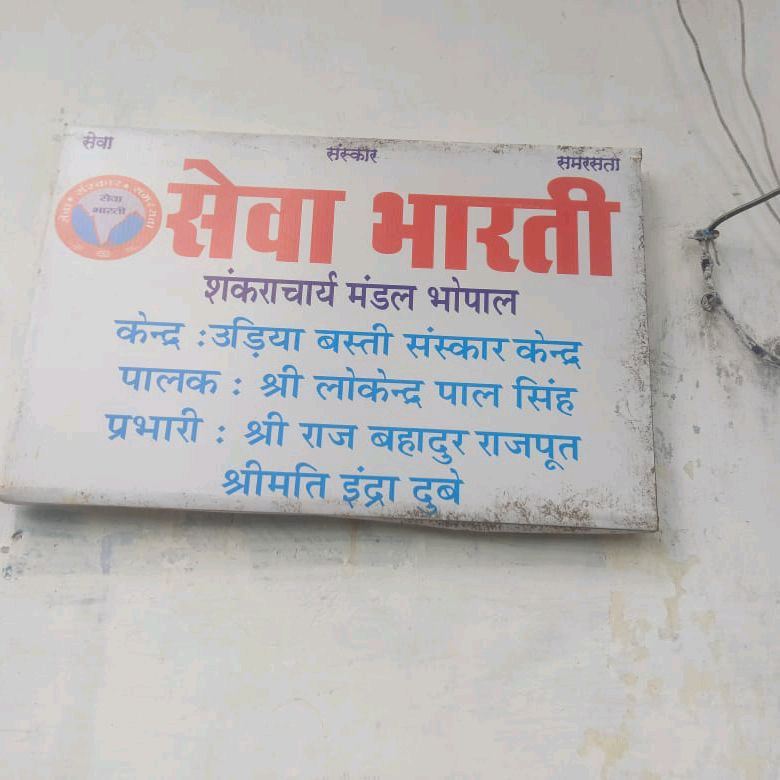 सेवा संस्कार समरसता
सेवा भारती
सेवा भारती
शंकराचार्य मंडल भोपाल
केन्द्र :उड़िया बस्ती संस्कार केन्द्र
पालक : श्री लोकेन्द्र पाल सिंह
प्रभारी : श्री राज बहादुर राजपूत
श्रीमति इंद्रा दुबे